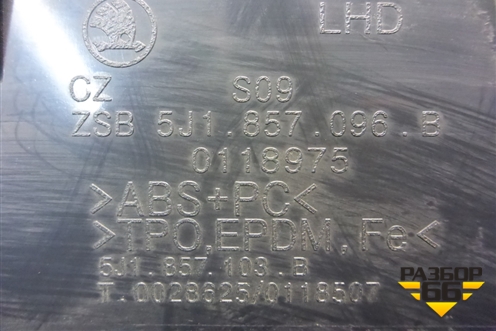 LHD
CZ S09
ZSB 5J1.857.096.B
0118975
>ABS+PC<
>TPO,EPDM,Fe<
5J1.857.103.B
T.0028625/0118507
РАЗБОР
66